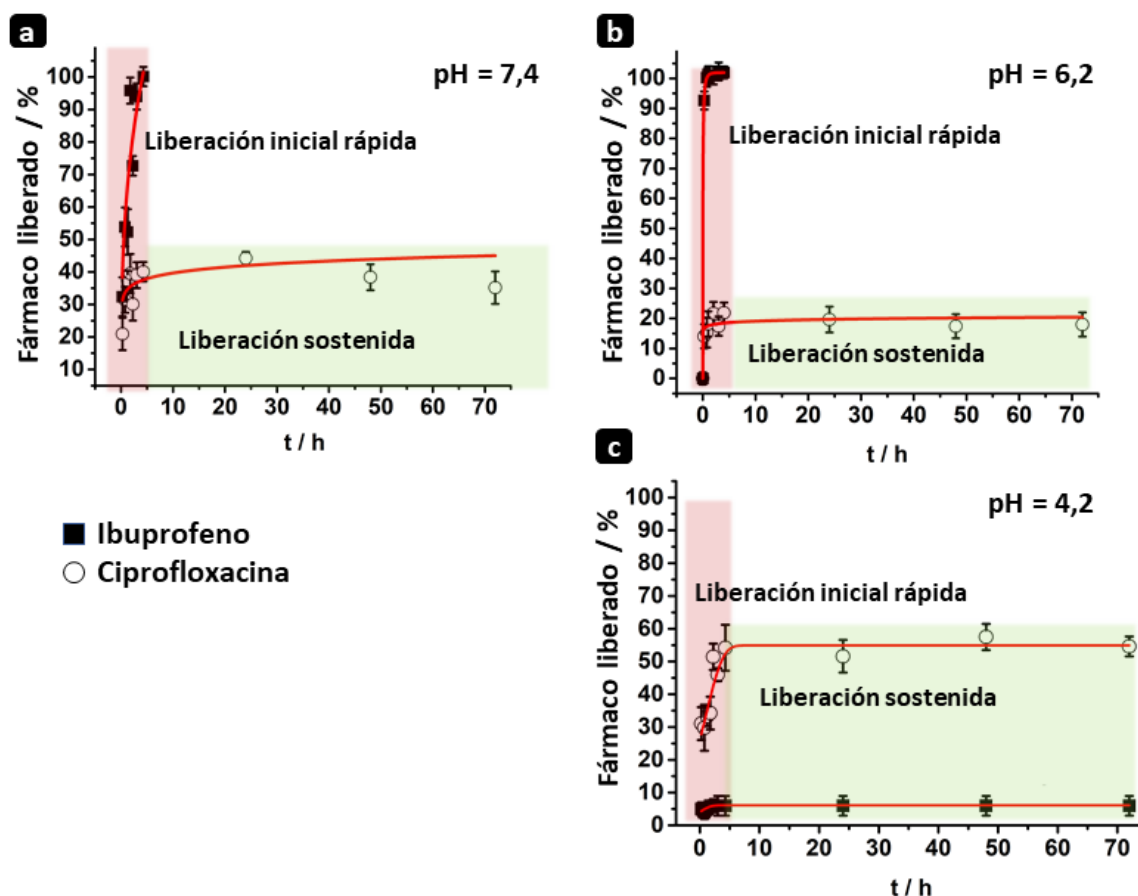 a
pH = 7,4
Fármaco liberado / %
100
90
80
70
60
50
40
30
20
10
Liberación inicial rápida
Liberación sostenida
0 10 20 30 40 50 60 70
t / h
b
pH = 6,2
Fármaco liberado / %
100
90
80
70
60
50
40
30
20
10
0
Liberación inicial rápida
Liberación sostenida
0 10 20 30 40 50 60 70
t / h
Ibuprofeno
Ciprofloxacina
c
pH = 4,2
Fármaco liberado / %
100
90
80
70
60
50
40
30
20
10
0
Liberación inicial rápida
Liberación sostenida
0 10 20 30 40 50 60 70
t / h